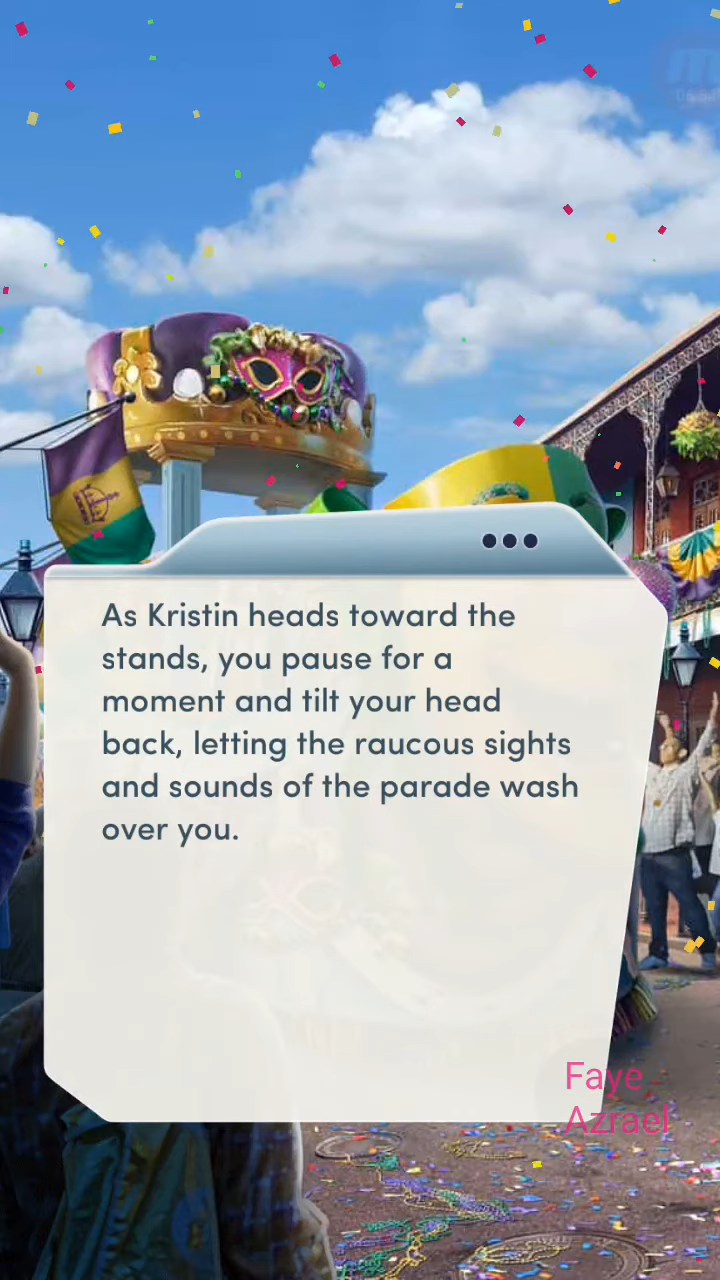 As Kristin heads toward the
stands, you pause for a
moment and tilt your head
back, letting the raucous sights
and sounds of the parade wash
over you.
Faye
Azrael